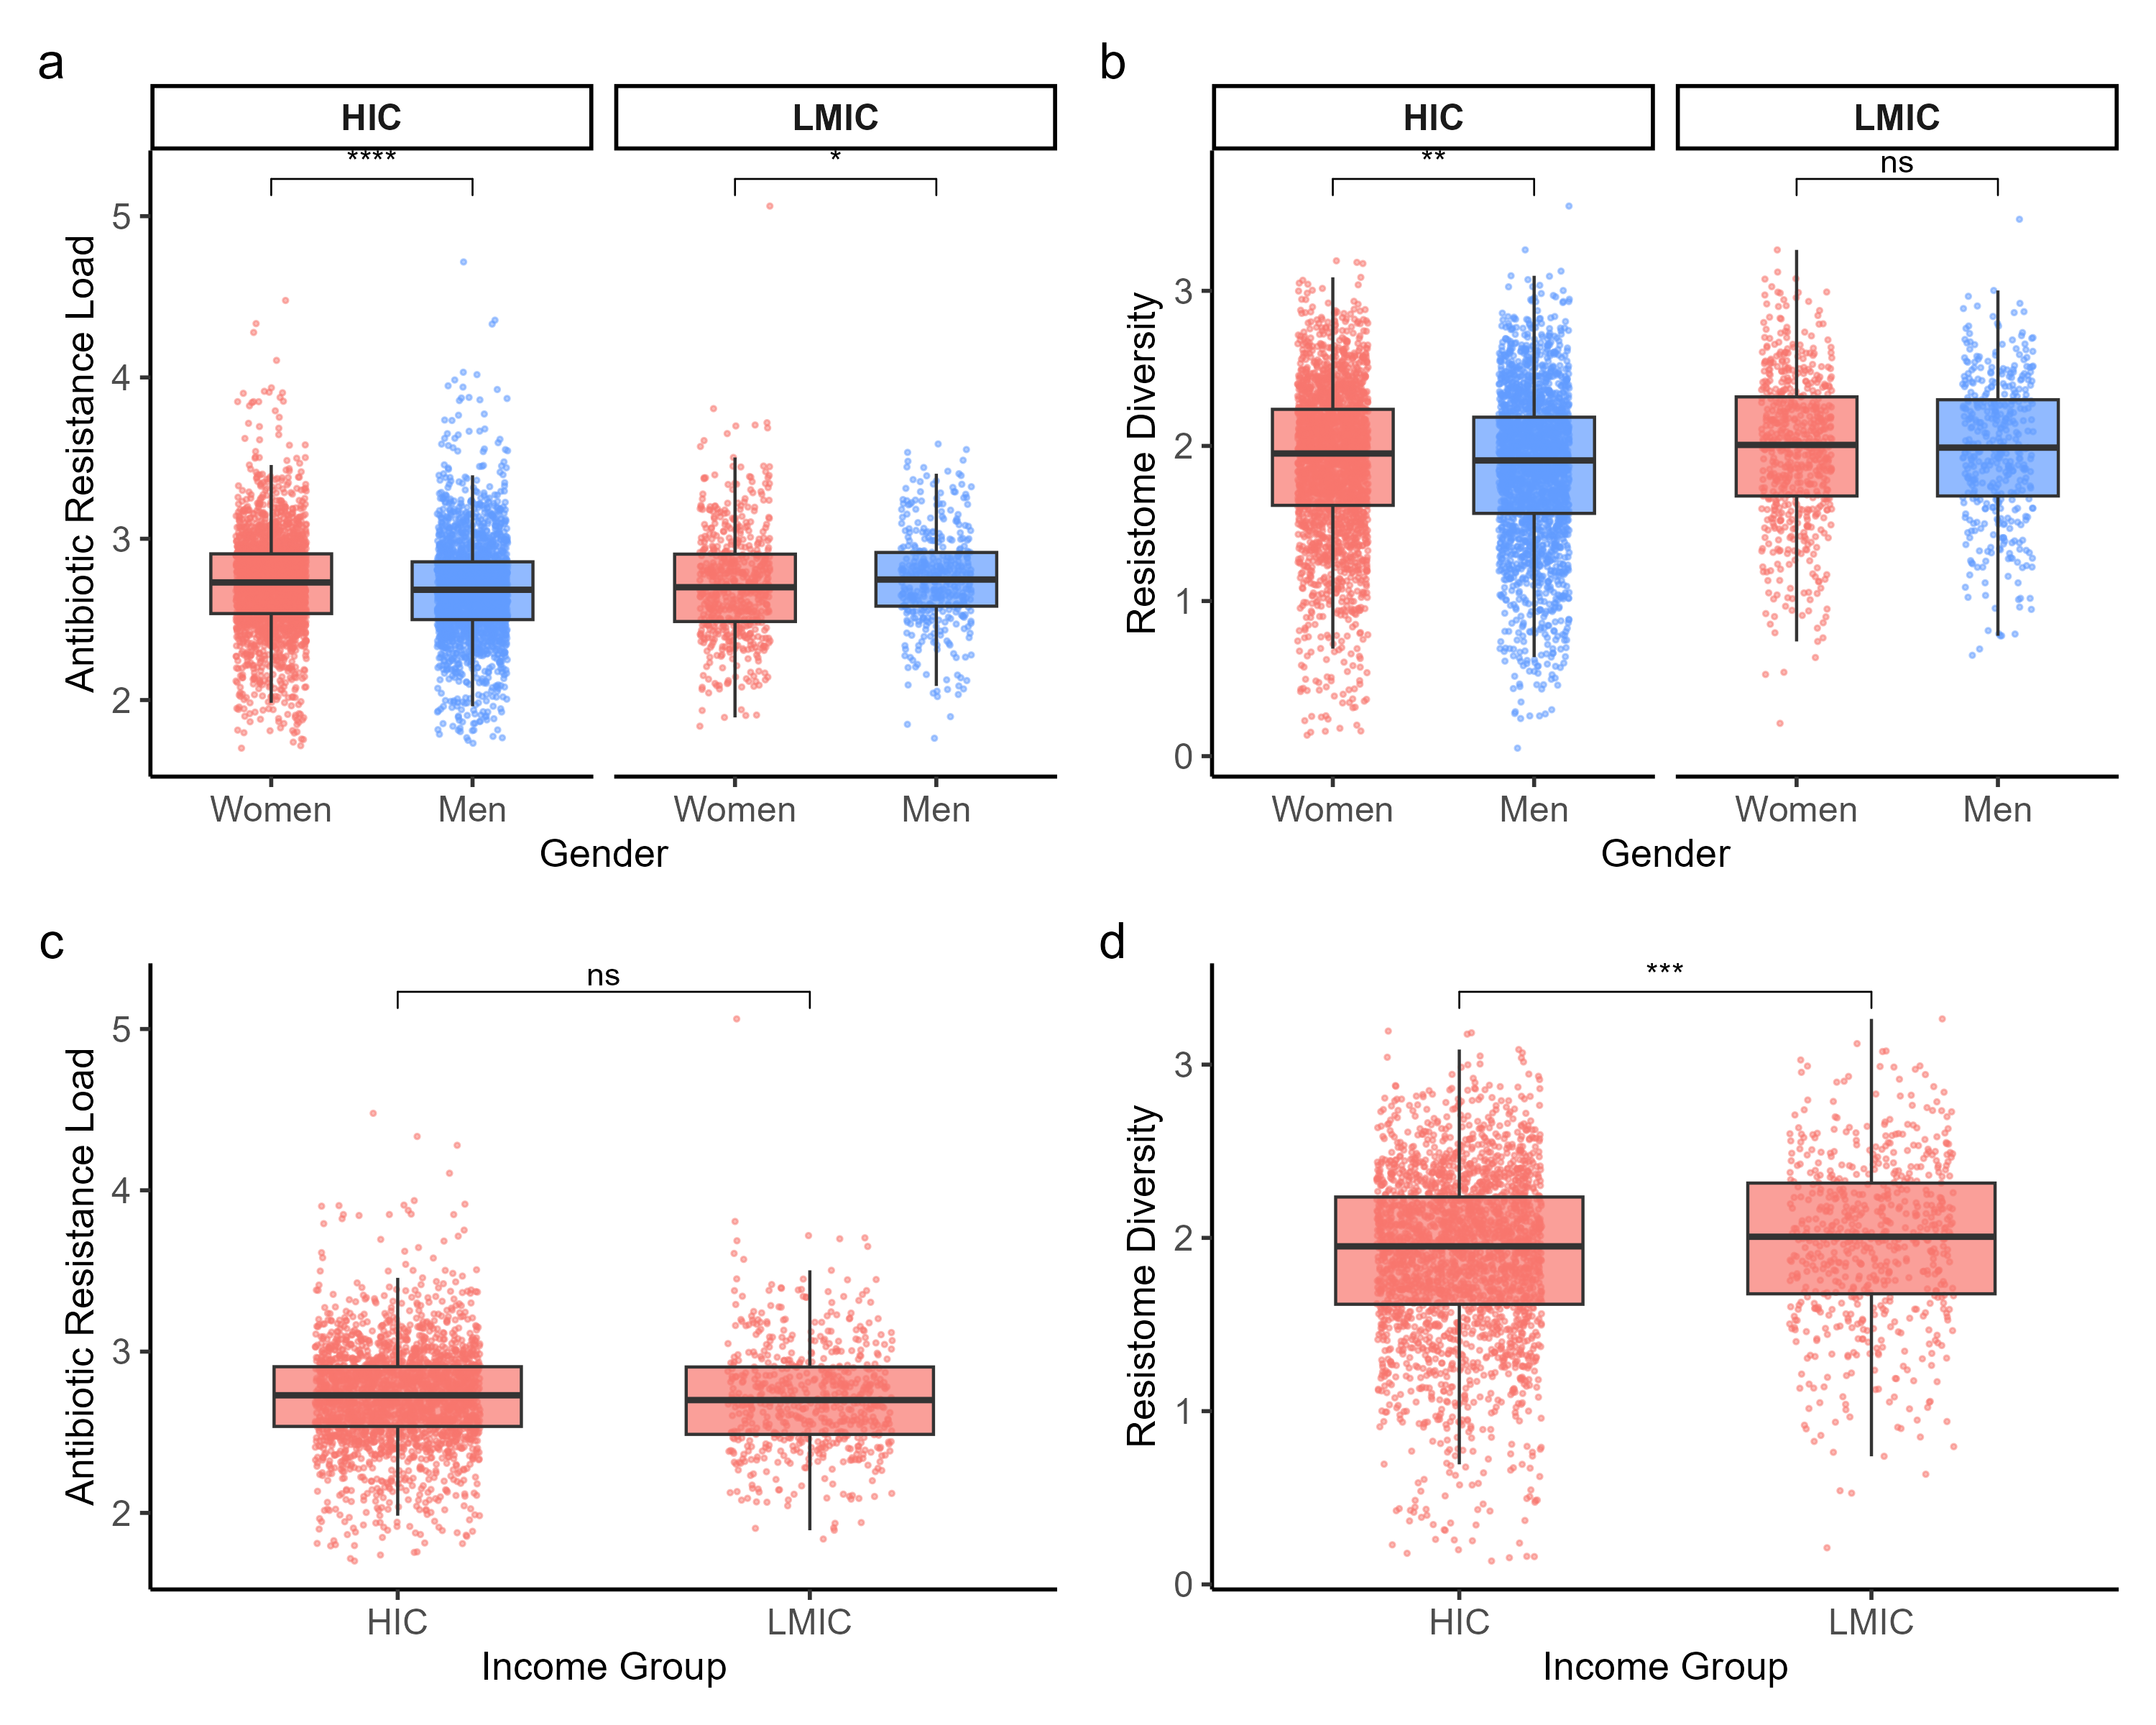 a
HIC
LMIC
****
*
5
4
3
2
Antibiotic Resistance Load
Women
Men
Women
Men
Gender
b
HIC
LMIC
**
ns
3
2
1
0
Resistome Diversity
Women
Men
Women
Men
Gender
c
ns
5
4
3
2
Antibiotic Resistance Load
HIC
LMIC
Income Group
d
***
3
2
1
0
Resistome Diversity
HIC
LMIC
Income Group